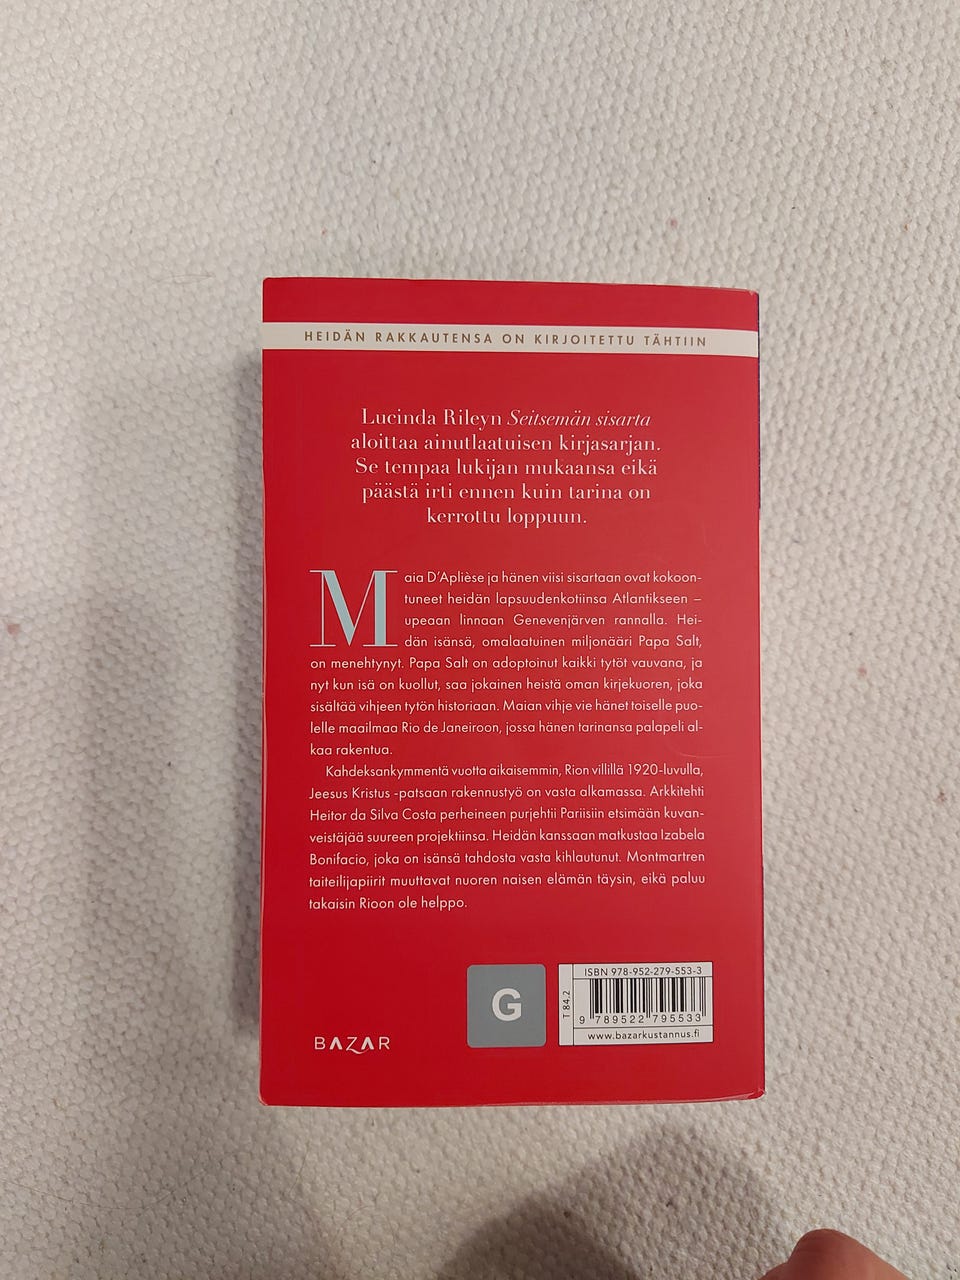 HEIDÄN RAKKAUTENSA ON KIRJOITETTU TÄHTIIN
Lucinda Rileyn Seitsemän sisarta
aloittaa ainutlaatuisen kirjasarjan.
Se tempaa lukijan mukaansa eikä
päästä irti ennen kuin tarina on
kerrottu loppuun.
Maia D'Aplièse ja hänen viisi sisartaan ovat kokoon-
tuneet heidän lapsuudenkotiinsa Atlantikseen –
upeaan linnaan Genevenjärven rannalla. Hei-
dän isänsä, omalaatuinen miljonääri Papa Salt,
on menehtynyt. Papa Salt on adoptoinut kaikki tytöt vauvana, ja
nyt kun isä on kuollut, saa jokainen heistä oman kirjekuoren, joka
sisältää vihjeen tytön historiaan. Maian vihje vie hänet toiselle puo-
lelle maailmaa Rio de Janeiroon, jossa hänen tarinansa palapeli al-
kaa rakentua.
Kahdeksankymmentä vuotta aikaisemmin, Rion villillä 1920-luvulla,
Jeesus Kristus -patsaan rakennustyö on vasta alkamassa. Arkkitehti
Heitor da Silva Costa perheineen purjehtii Pariisiin etsimään kuvan-
veistäjää suureen projektiinsa. Heidän kanssaan matkustaa Izabela
Bonifacio, joka on isänsä tahdosta vasta kihlautunut. Montmartren
taiteilijapiirit muuttavat nuoren naisen elämän täysin, eikä paluu
takaisin Rioon ole helppo.
BAZAR
G
T 84.2
ISBN 978-952-279-553-3
9 789522 795533
www.bazarkustannus.fi